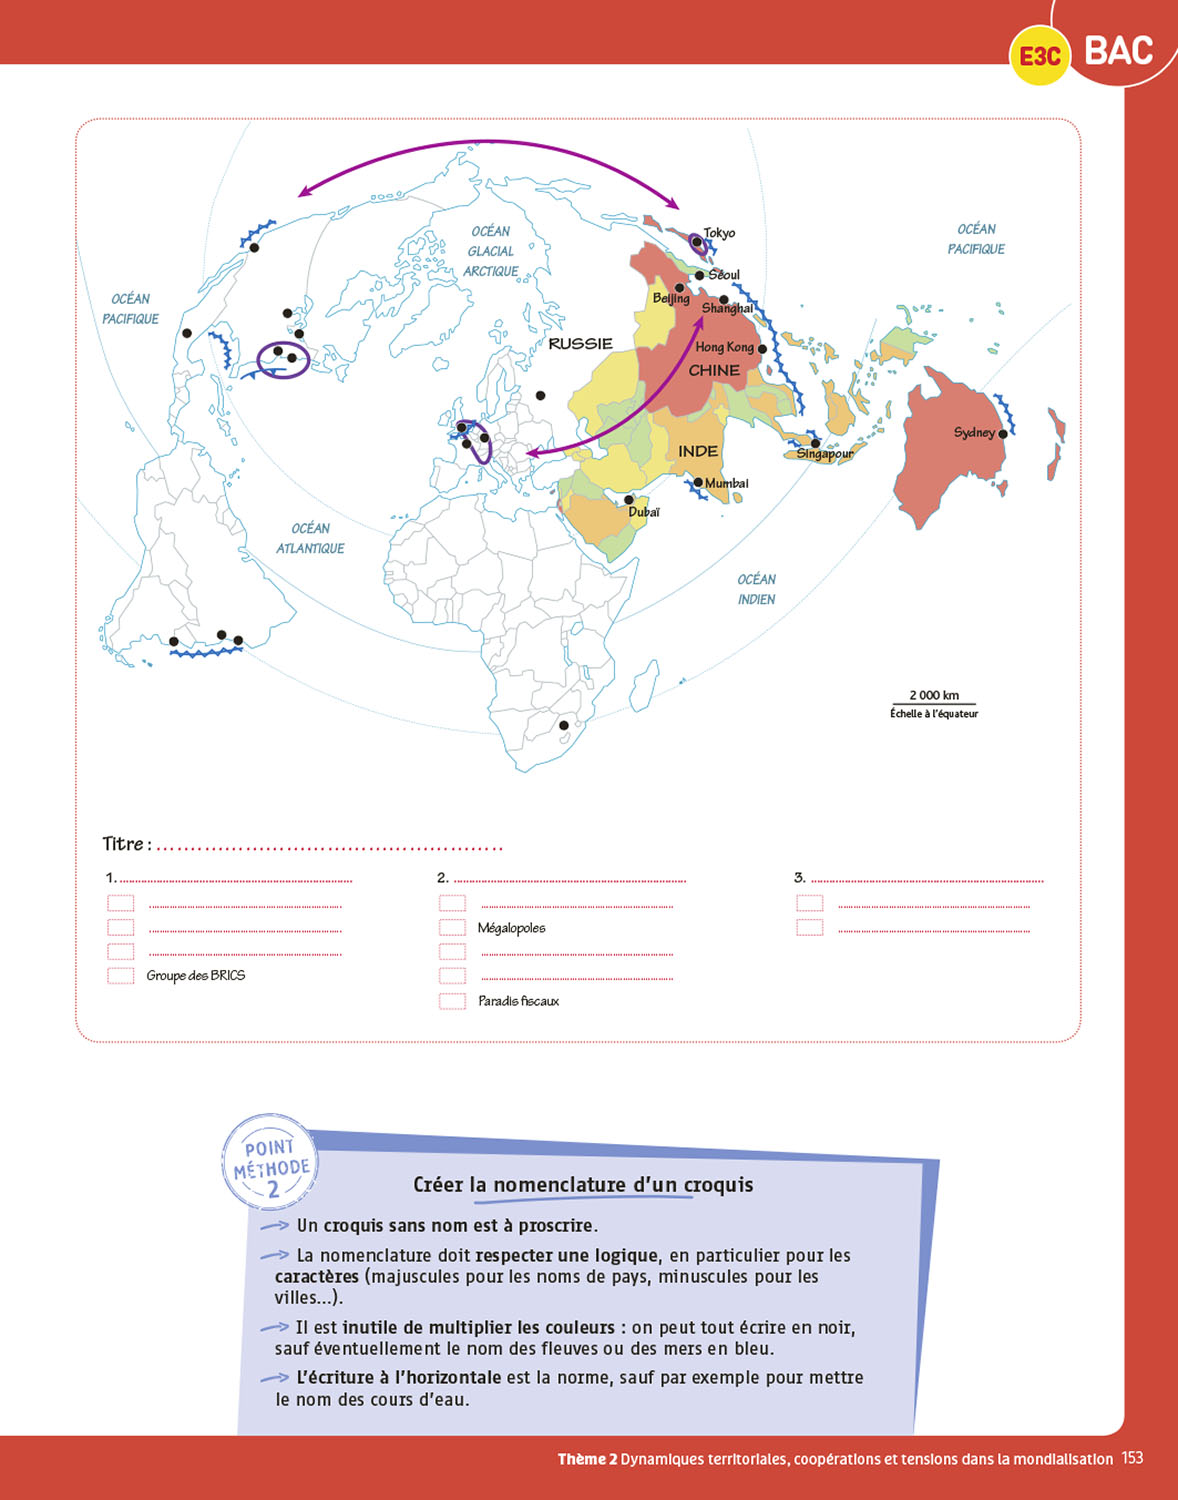 E3C
BAC
OCÉAN
GLACIAL
ARCTIQUE
OCÉAN
PACIFIQUE
OCÉAN
PACIFIQUE
Tokyo
Séoul
Beijing
Shanghai
RUSSIE
Hong Kong
CHINE
Sydney
INDE
Singapour
Mumbai
Dubaï
OCÉAN
ATLANTIQUE
OCÉAN
INDIEN
2 000 km
Échelle à l'équateur
Titre :
1.
2.
3.
Mégalopoles
Groupe des BRICS
Paradis fiscaux
POINT
MÉTHODE
2
Créer la nomenclature d'un croquis
Un croquis sans nom est à proscrire.
La nomenclature doit respecter une logique, en particulier pour les
caractères (majuscules pour les noms de pays, minuscules pour les
villes...).
Il est inutile de multiplier les couleurs : on peut tout écrire en noir,
sauf éventuellement le nom des fleuves ou des mers en bleu.
L'écriture à l'horizontale est la norme, sauf par exemple pour mettre
le nom des cours d'eau.
Thème 2 Dynamiques territoriales, coopérations et tensions dans la mondialisation 153